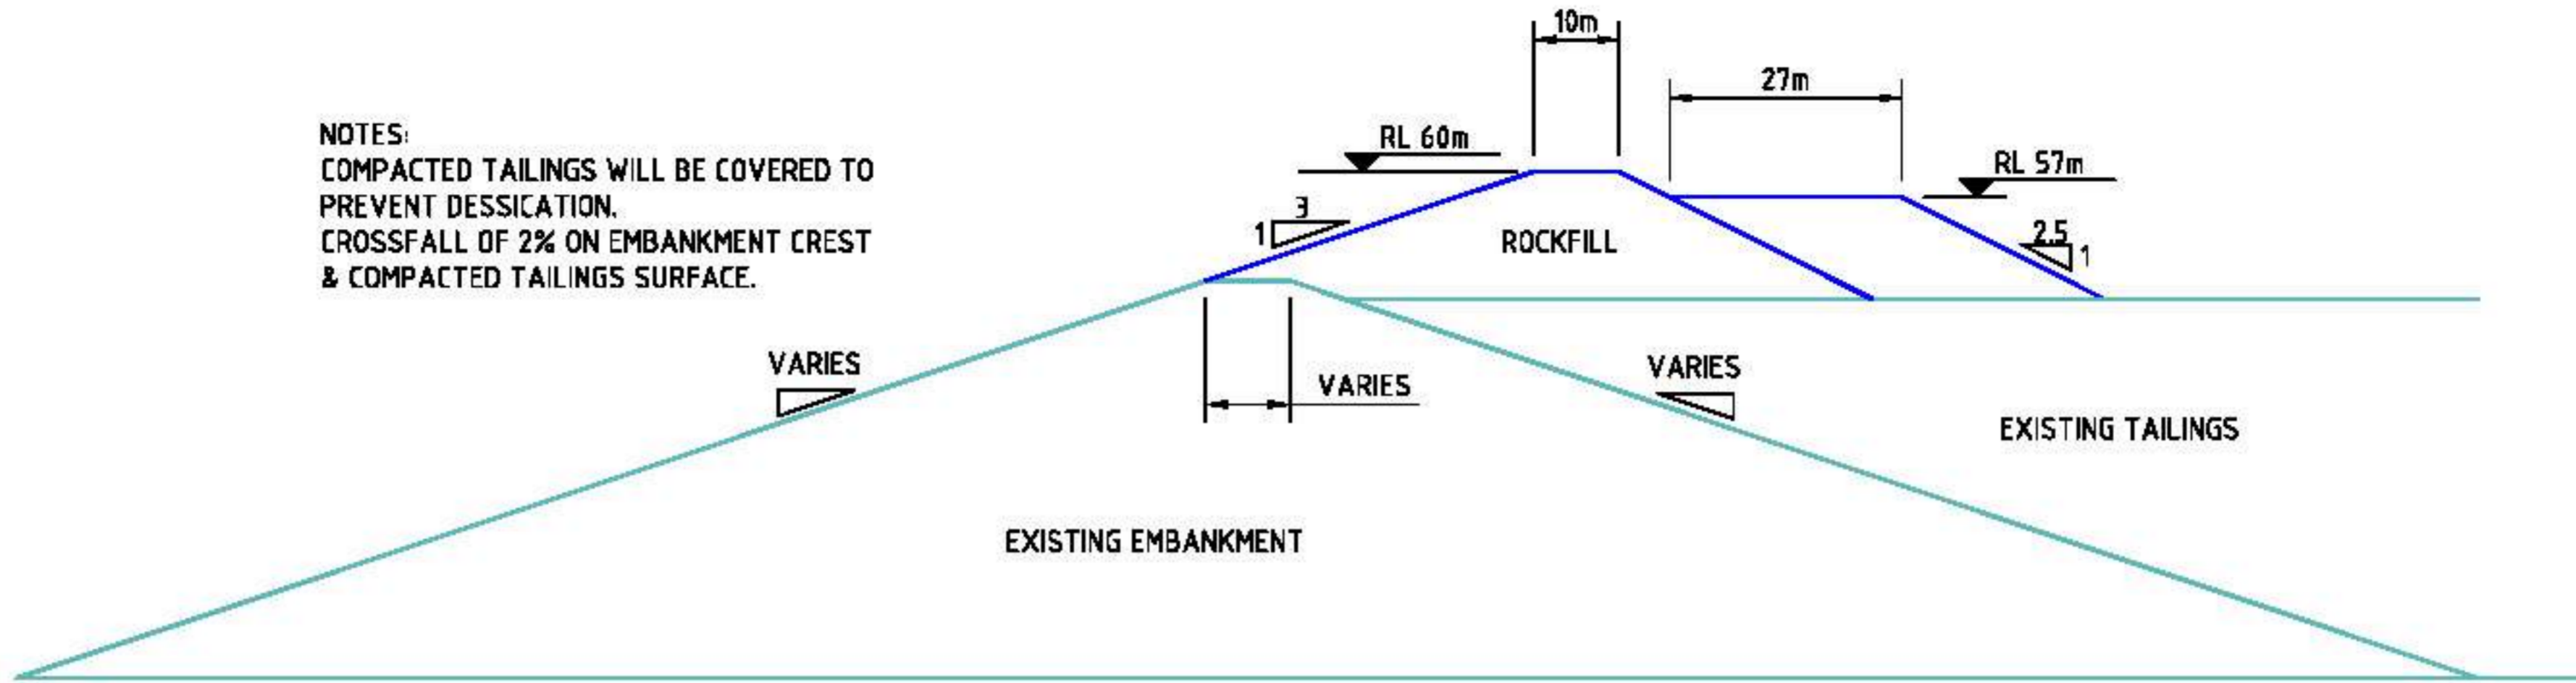 10m
27m
NOTES:
COMPACTED TAILINGS WILL BE COVERED TO
PREVENT DESSICATION.
CROSSFALL OF 2% ON EMBANKMENT CREST
& COMPACTED TAILINGS SURFACE.
RL 60m
RL 57m
3
1
ROCKFILL
2.5
1
VARIES
VARIES
VARIES
EXISTING TAILINGS
EXISTING EMBANKMENT